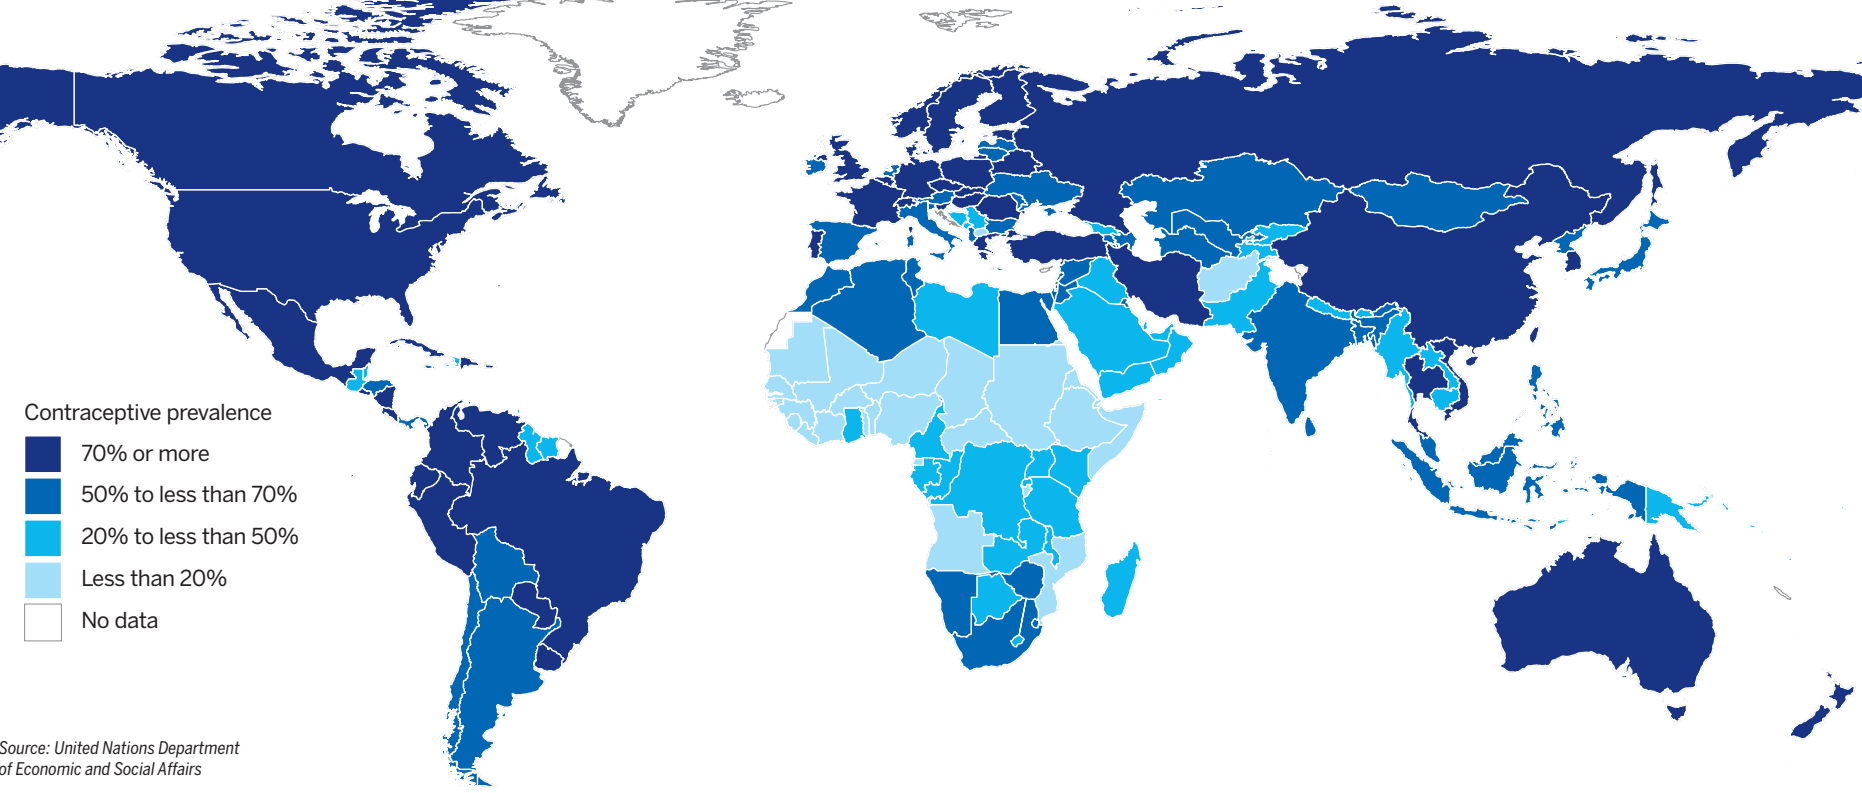 Contraceptive prevalence
70% or more
50% to less than 70%
20% to less than 50%
Less than 20%
No data
Source: United Nations Department
of Economic and Social Affairs